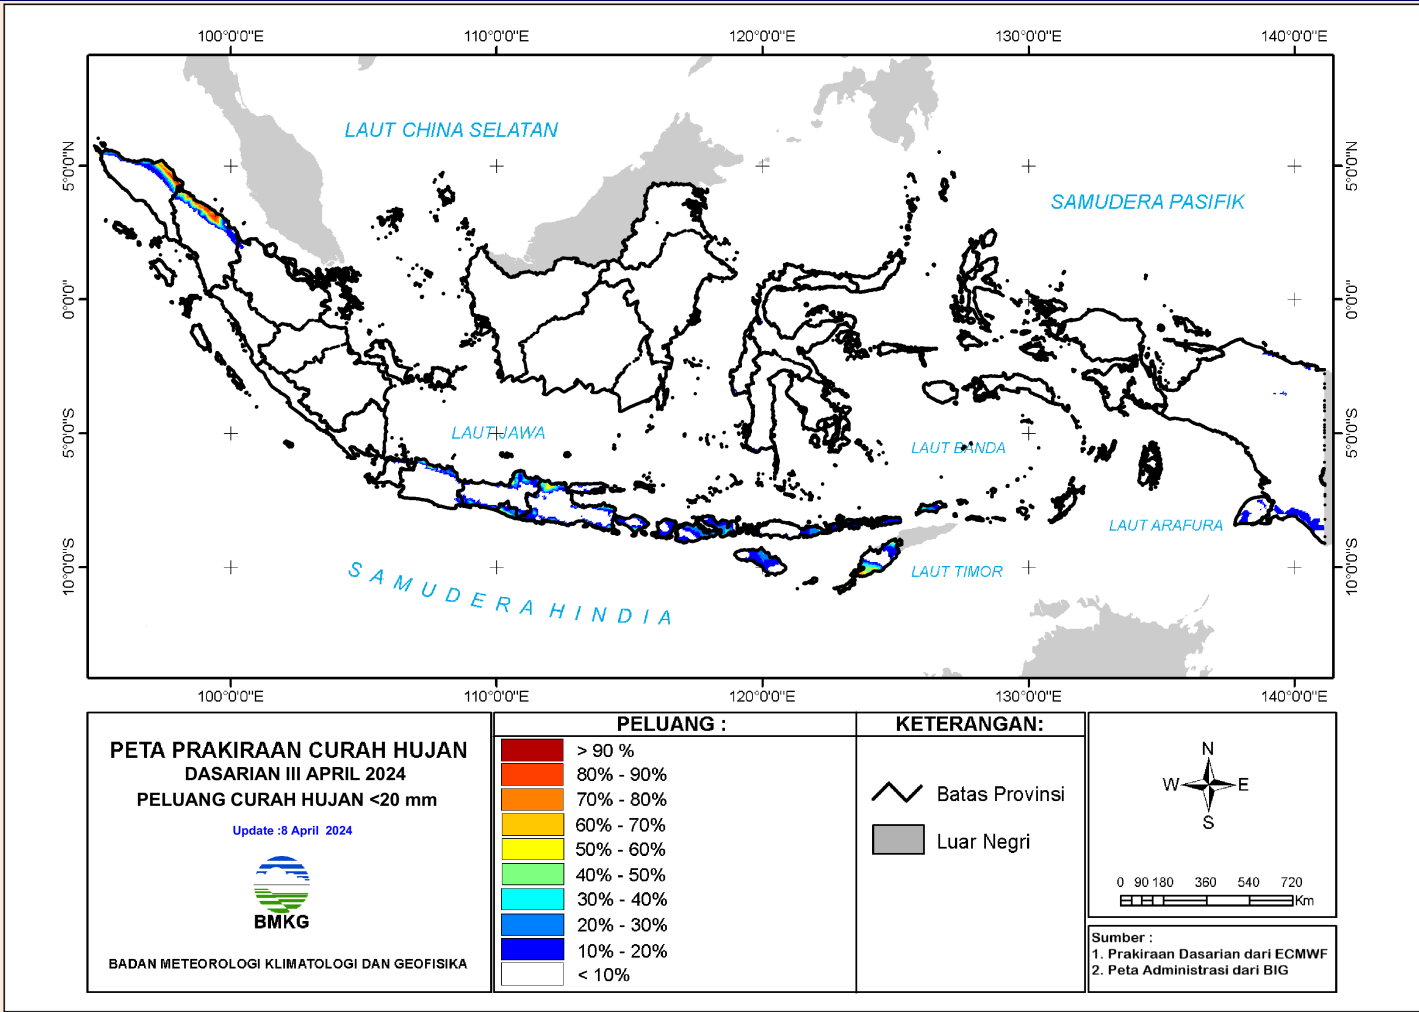 100°0'0"E 110°0'0"E 120°0'0"E 130°0'0"E 140°0'0"E
5°0'0"N 5°0'0"N
0°0'0" 0°0'0"
5°0'0"S 5°0'0"S
10°0'0"S 10°0'0"S
LAUT CHINA SELATAN
SAMUDERA PASIFIK
LAUT JAWA
LAUT BANDA
LAUT ARAFURA
LAUT TIMOR
SAMUDERA HINDIA
100°0'0"E 110°0'0"E 120°0'0"E 130°0'0"E 140°0'0"E
PETA PRAKIRAAN CURAH HUJAN
DASARIAN III APRIL 2024
PELUANG CURAH HUJAN <20 mm
Update :8 April 2024
BMKG
BADAN METEOROLOGI KLIMATOLOGI DAN GEOFISIKA
PELUANG :
> 90 %
80% - 90%
70% - 80%
60% - 70%
50% - 60%
40% - 50%
30% - 40%
20% - 30%
10% - 20%
< 10%
KETERANGAN:
Batas Provinsi
Luar Negri
N
W E
S
0 90 180 360 540 720
Km
Sumber :
1. Prakiraan Dasarian dari ECMWF
2. Peta Administrasi dari BIG